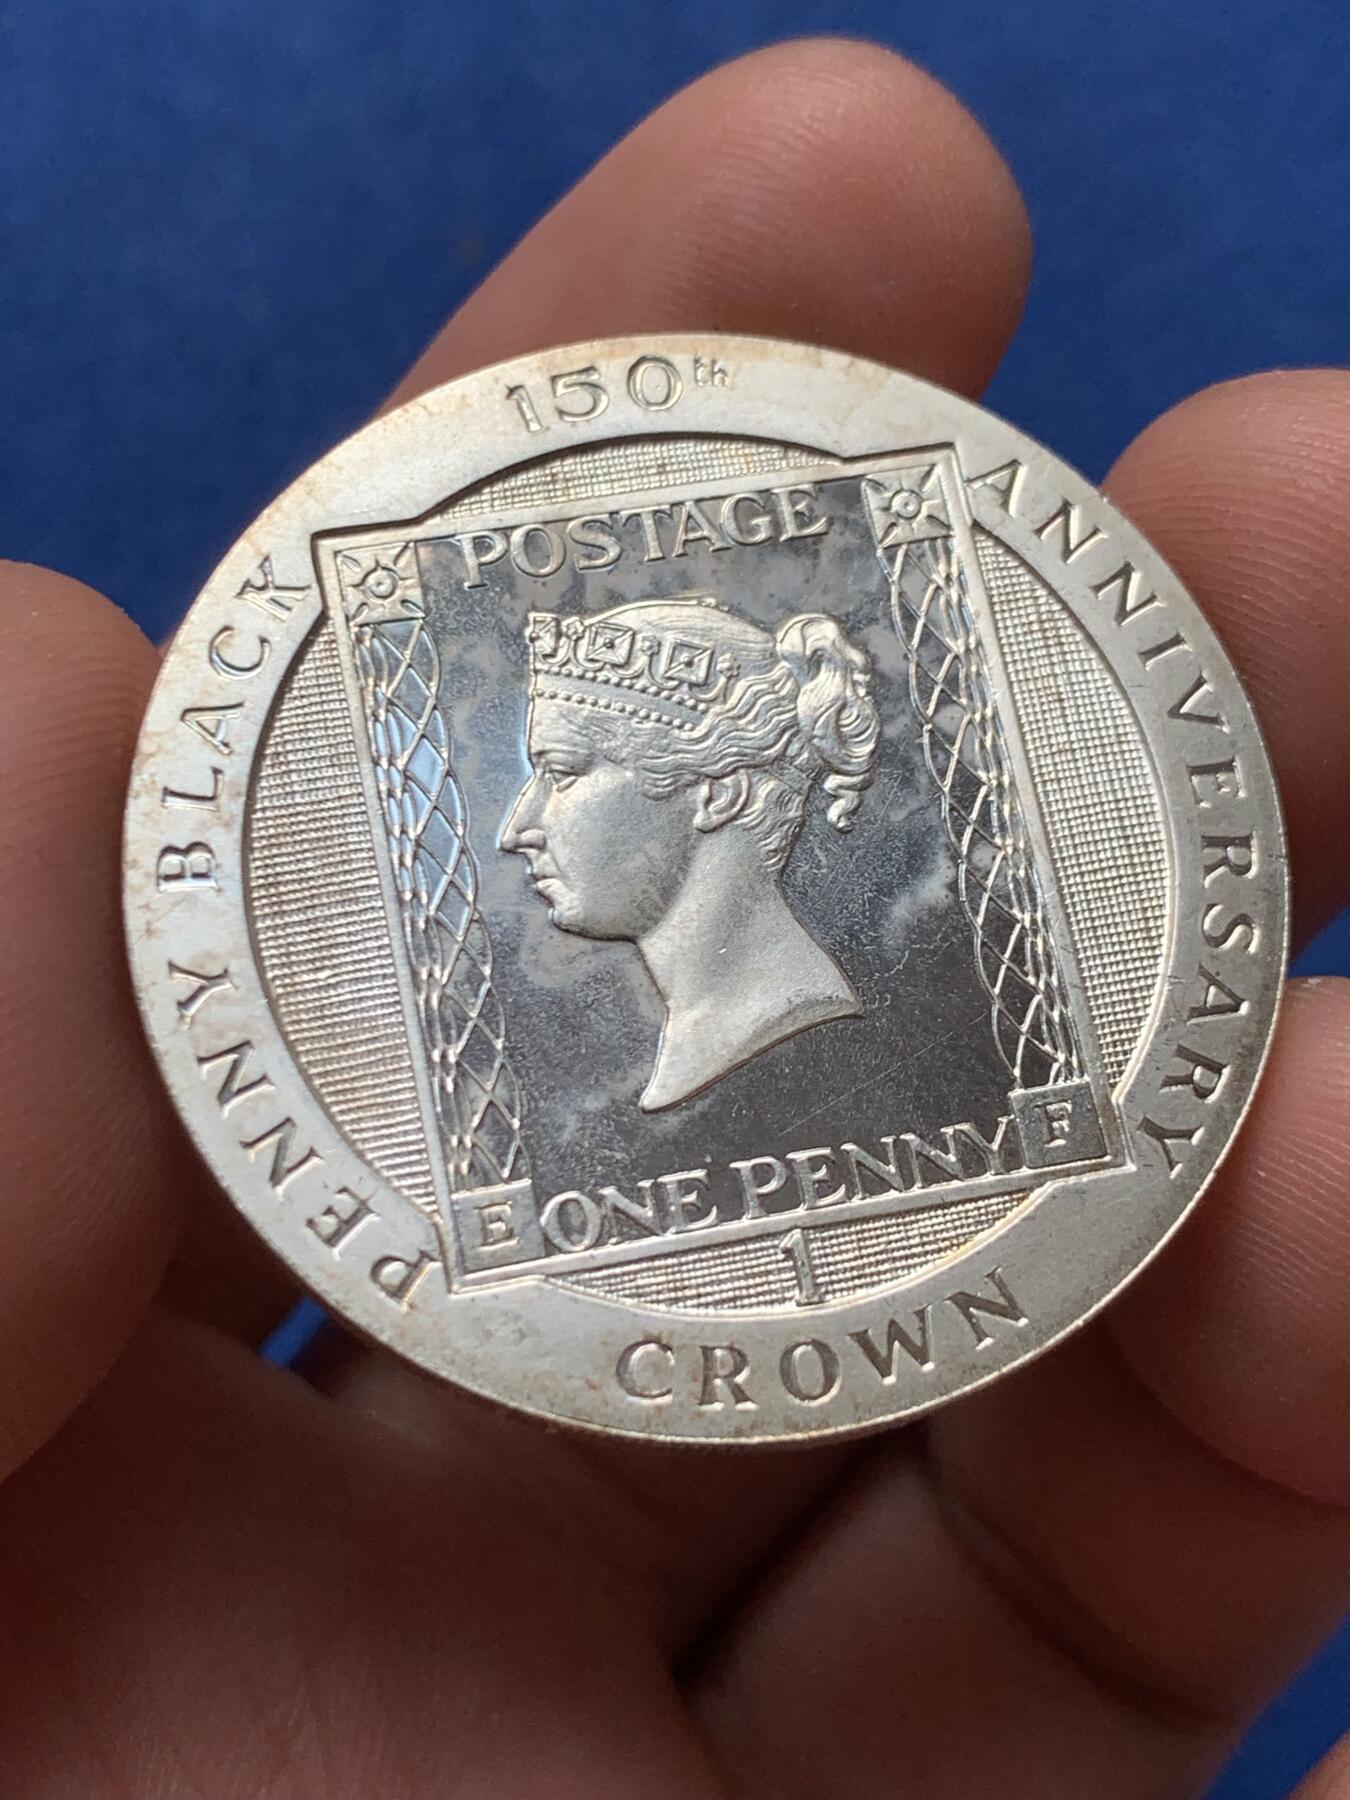 PENNY BLACK 150th ANNIVERSARY
POSTAGE
E ONE PENNY F
1
CROWN